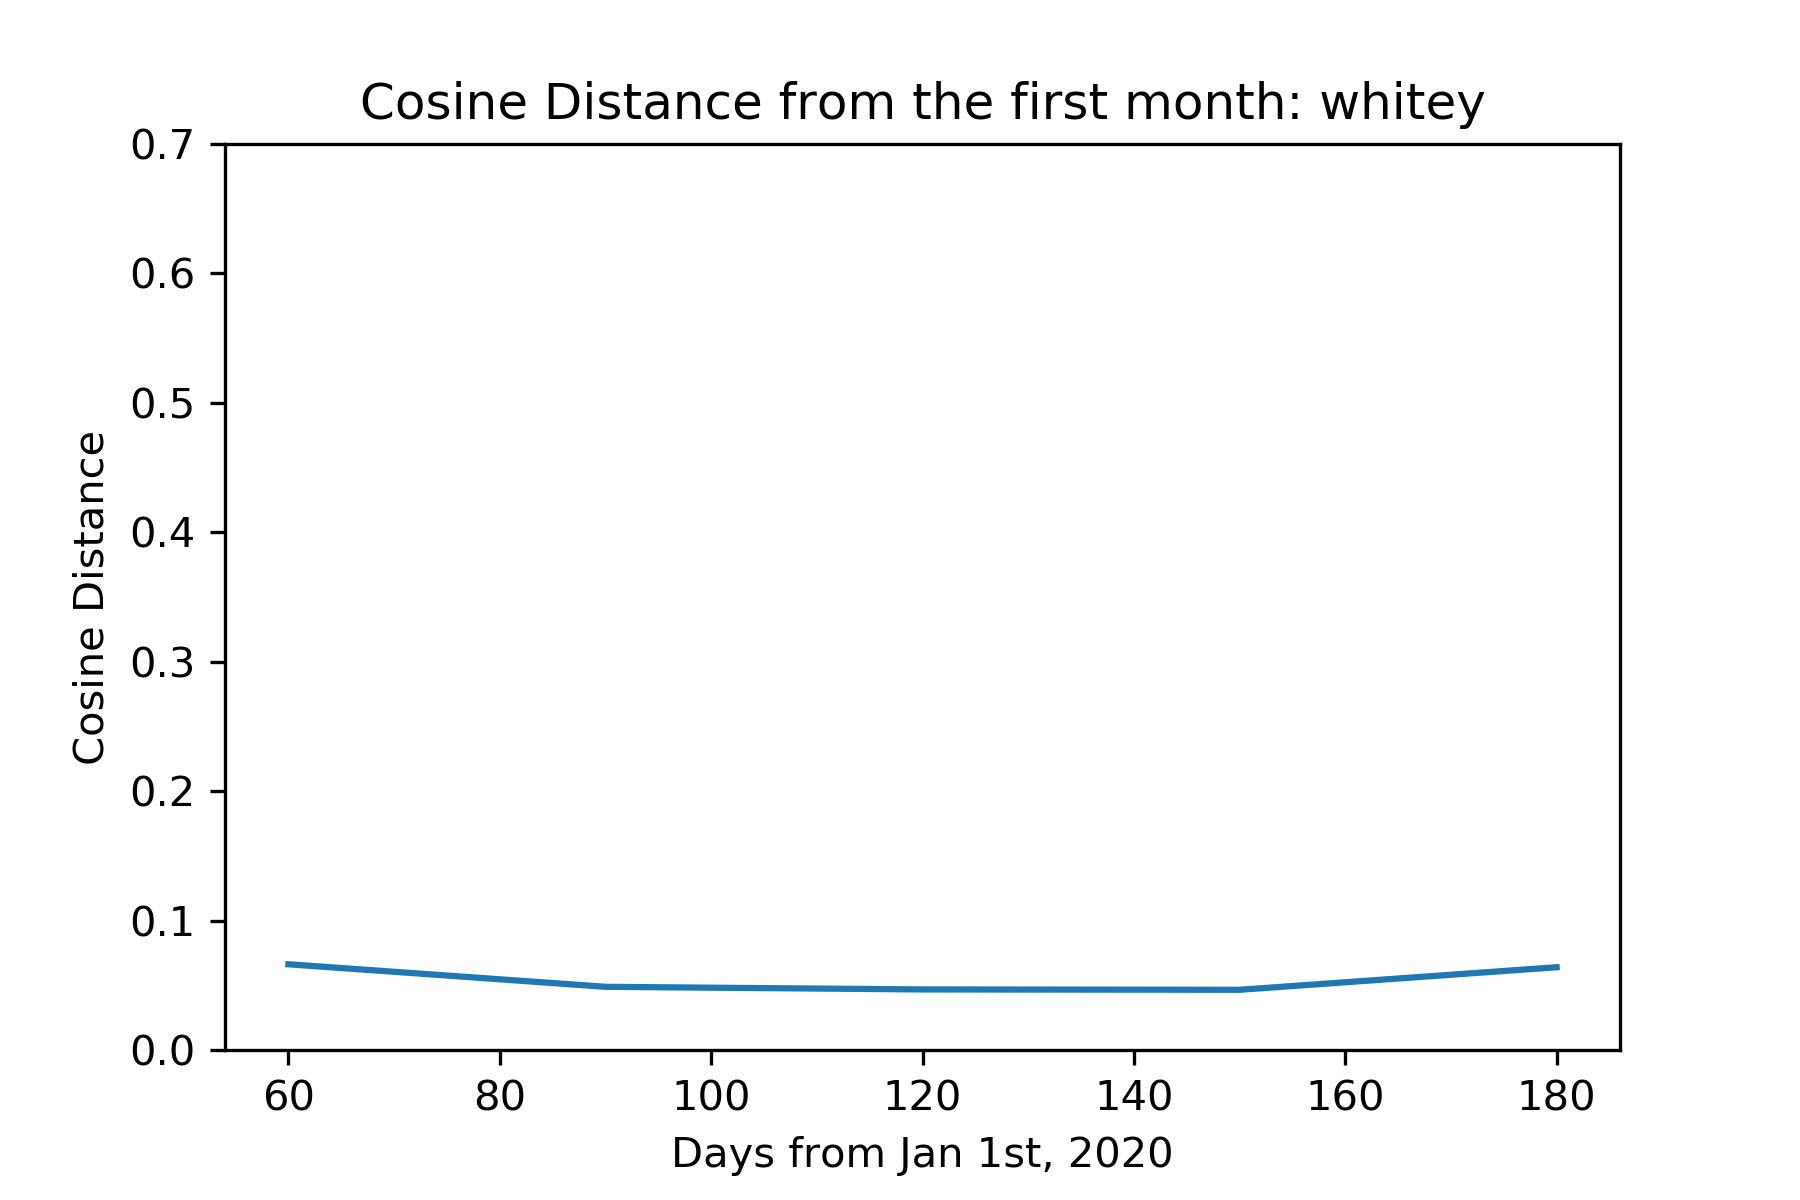 Cosine Distance from the first month: whitey
0.7
0.6
0.5
0.4
0.3
0.2
0.1
0.0
Cosine Distance
60 80 100 120 140 160 180
Days from Jan 1st, 2020